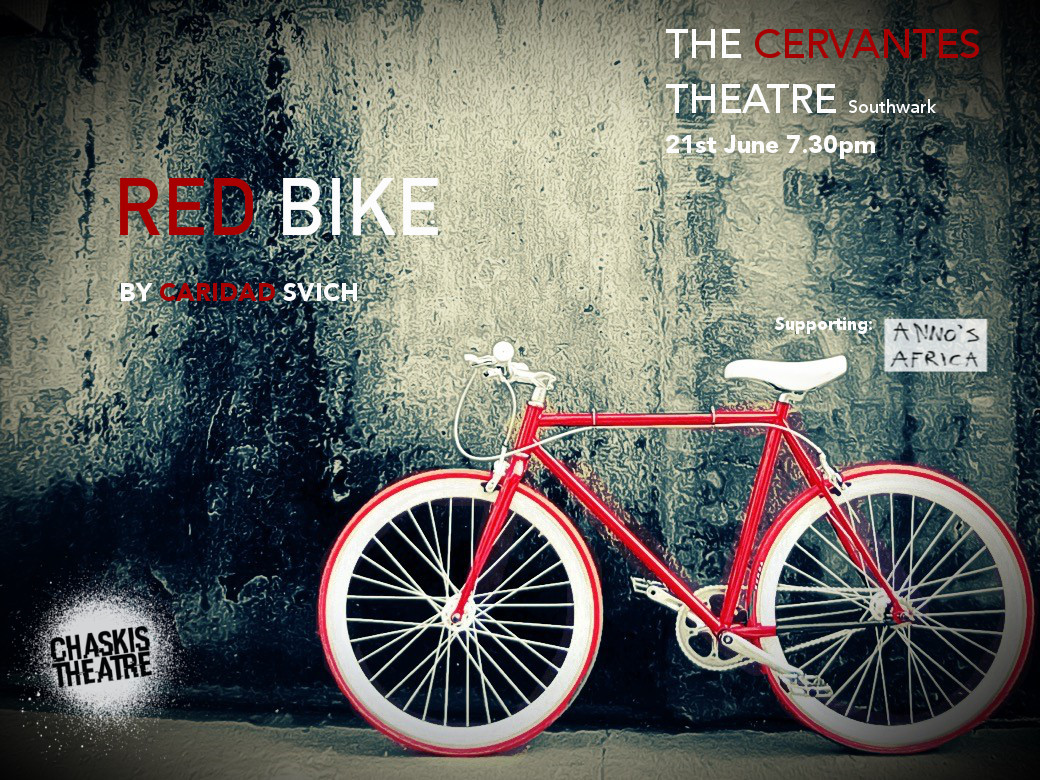 THE CERVANTES
THEATRE Southwark
21st June 7.30pm
RED BIKE
BY CARIDAD SVICH
Supporting:
ANNO'S
AFRICA
CHASKIS
THEATRE